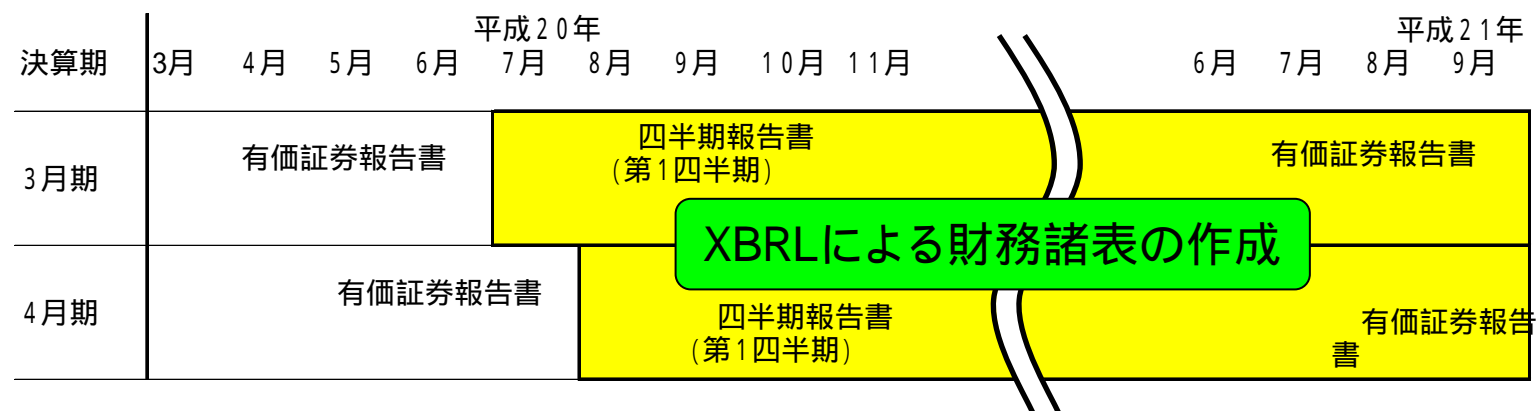 平成20年 平成21年
決算期 3月 4月 5月 6月 7月 8月 9月 10月 11月 6月 7月 8月 9月
3月期 有価証券報告書 四半期報告書 有価証券報告書
(第1四半期)
XBRLによる財務諸表の作成
4月期 有価証券報告書 四半期報告書 有価証券報告
(第1四半期) 書